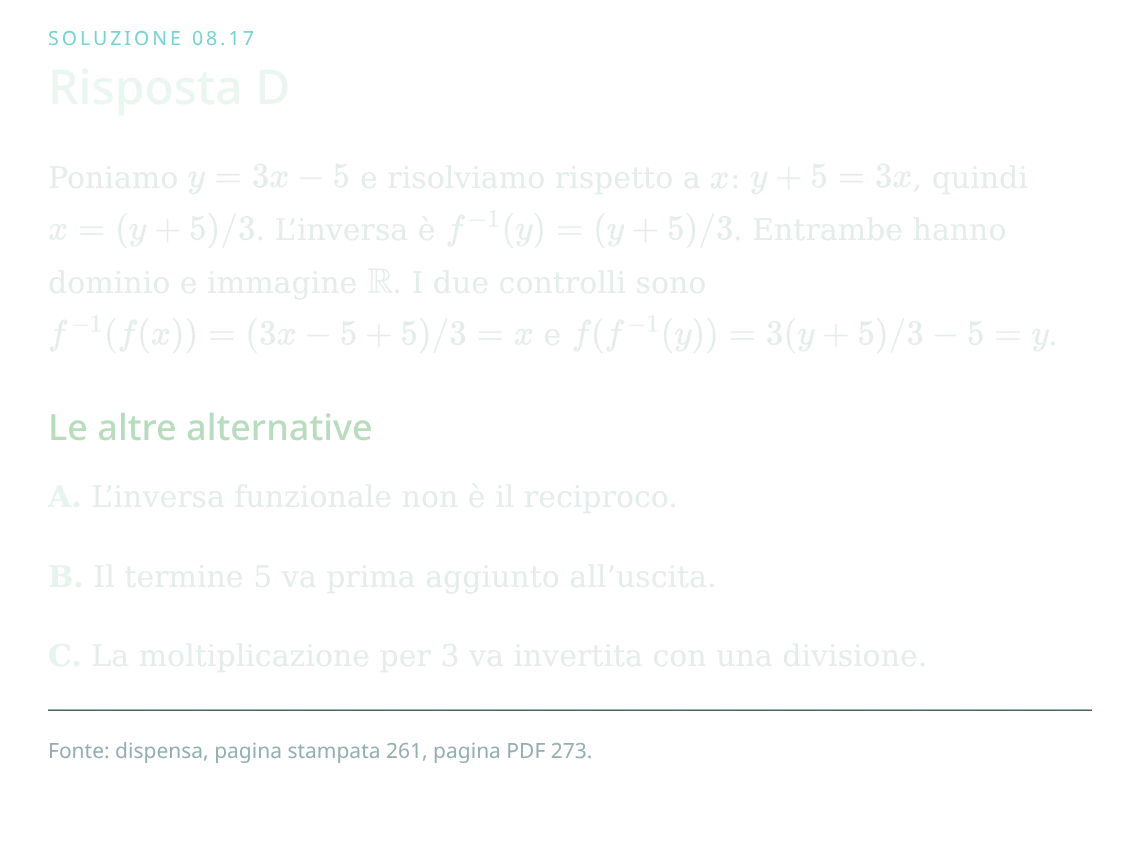 SOLUZIONE 08.17
Risposta D
Poniamo y = 3x − 5 e risolviamo rispetto a x: y + 5 = 3x, quindi
x = (y + 5)/3. L’inversa è f⁻¹(y) = (y + 5)/3. Entrambe hanno
dominio e immagine ℝ. I due controlli sono
f⁻¹(f(x)) = (3x − 5 + 5)/3 = x e f(f⁻¹(y)) = 3(y + 5)/3 − 5 = y.
Le altre alternative
A. L’inversa funzionale non è il reciproco.
B. Il termine 5 va prima aggiunto all’uscita.
C. La moltiplicazione per 3 va invertita con una divisione.
Fonte: dispensa, pagina stampata 261, pagina PDF 273.